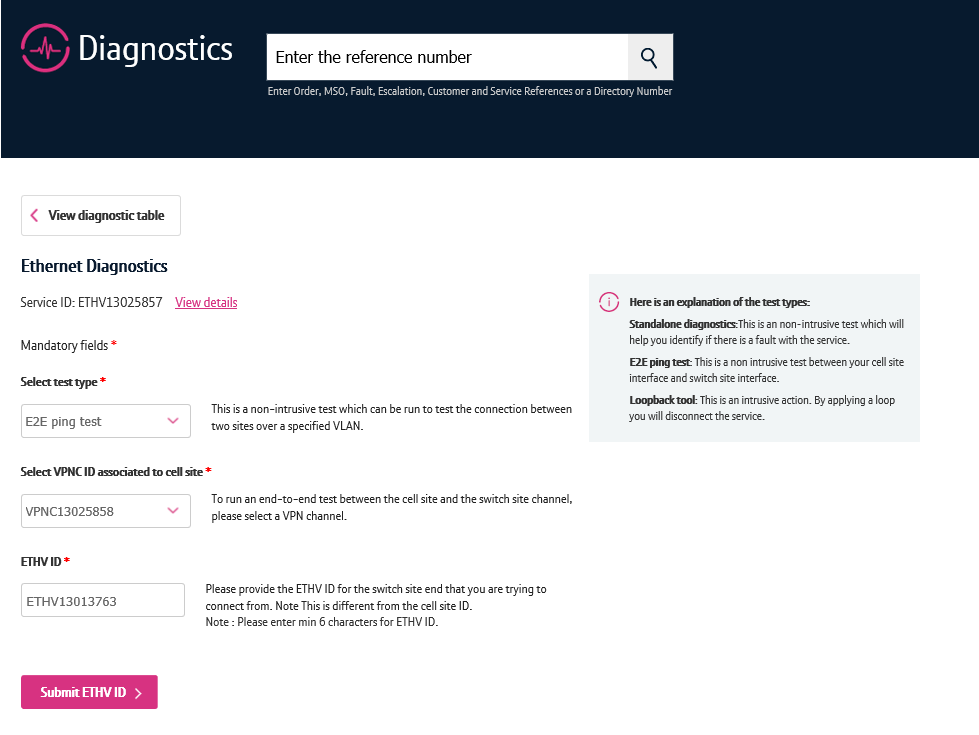 Diagnostics
Enter the reference number
Enter Order, MSO, Fault, Escalation, Customer and Service References or a Directory Number
View diagnostic table
Ethernet Diagnostics
Service ID: ETHV13025857 View details
Mandatory fields *
Select test type *
E2E ping test
This is a non-intrusive test which can be run to test the connection between
two sites over a specified VLAN.
Select VPNC ID associated to cell site *
VPNC13025858
To run an end-to-end test between the cell site and the switch site channel,
please select a VPN channel.
ETHV ID *
ETHV13013763
Please provide the ETHV ID for the switch site end that you are trying to
connect from. Note This is different from the cell site ID.
Note : Please enter min 6 characters for ETHV ID.
Submit ETHV ID
Here is an explanation of the test types:
Standalone diagnostics:This is an non-intrusive test which will
help you identify if there is a fault with the service.
E2E ping test: This is a non intrusive test between your cell site
interface and switch site interface.
Loopback tool: This is an intrusive action. By applying a loop
you will disconnect the service.